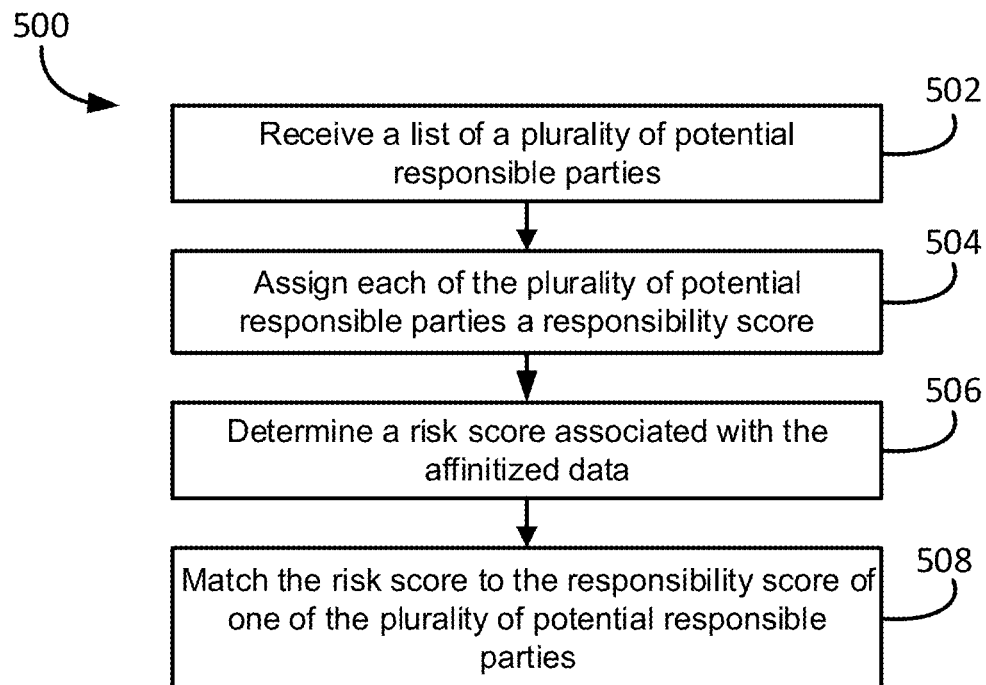 500
502
Receive a list of a plurality of potential
responsible parties
504
Assign each of the plurality of potential
responsible parties a responsibility score
506
Determine a risk score associated with the
affinitized data
508
Match the risk score to the responsibility score of
one of the plurality of potential responsible
parties